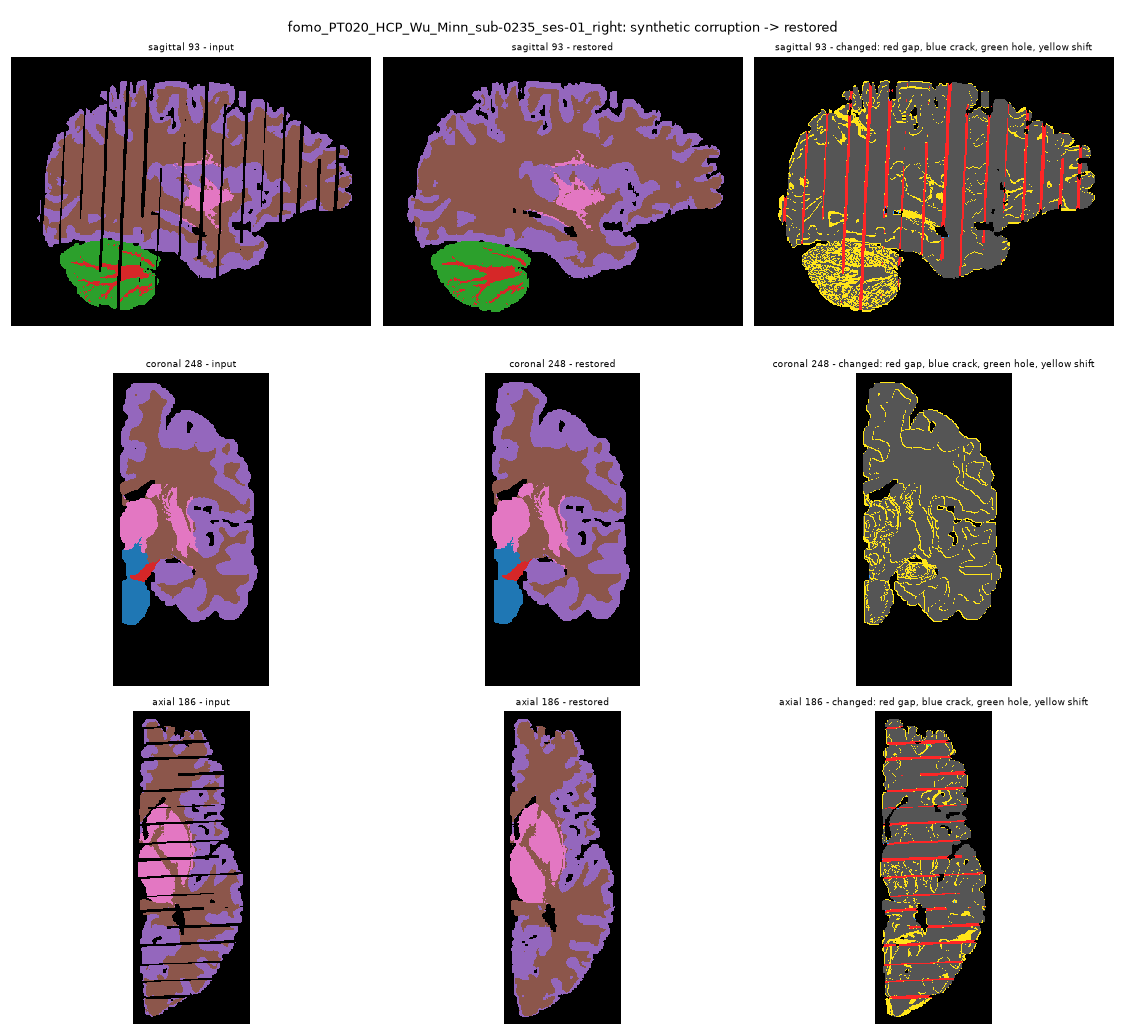 fomo_PT020_HCP_Wu_Minn_sub-0235_ses-01_right: synthetic corruption -> restored
sagittal 93 - input
sagittal 93 - restored
sagittal 93 - changed: red gap, blue crack, green hole, yellow shift
coronal 248 - input
coronal 248 - restored
coronal 248 - changed: red gap, blue crack, green hole, yellow shift
axial 186 - input
axial 186 - restored
axial 186 - changed: red gap, blue crack, green hole, yellow shift